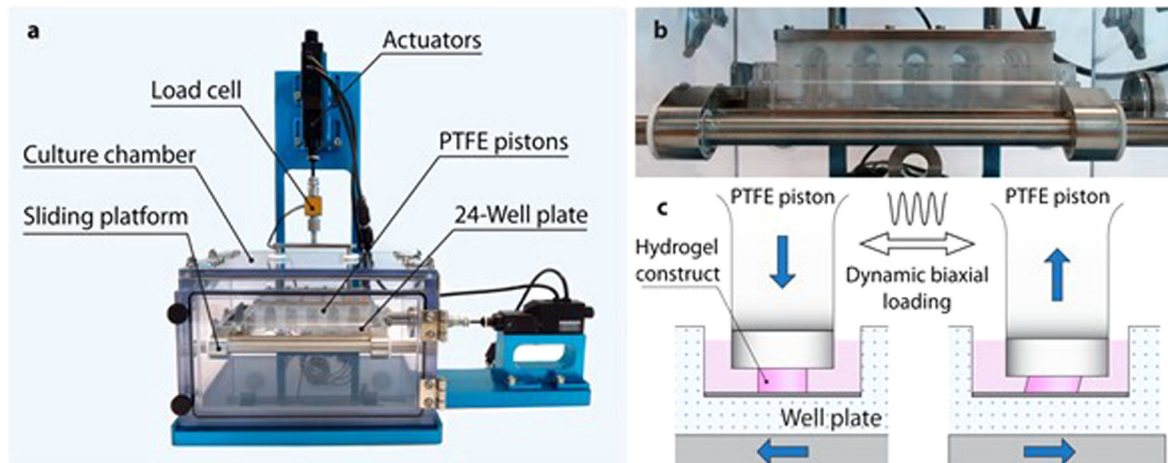 a
Actuators
Load cell
Culture chamber
PTFE pistons
Sliding platform
24-Well plate
b
c
PTFE piston
PTFE piston
Hydrogel
construct
Dynamic biaxial
loading
Well plate